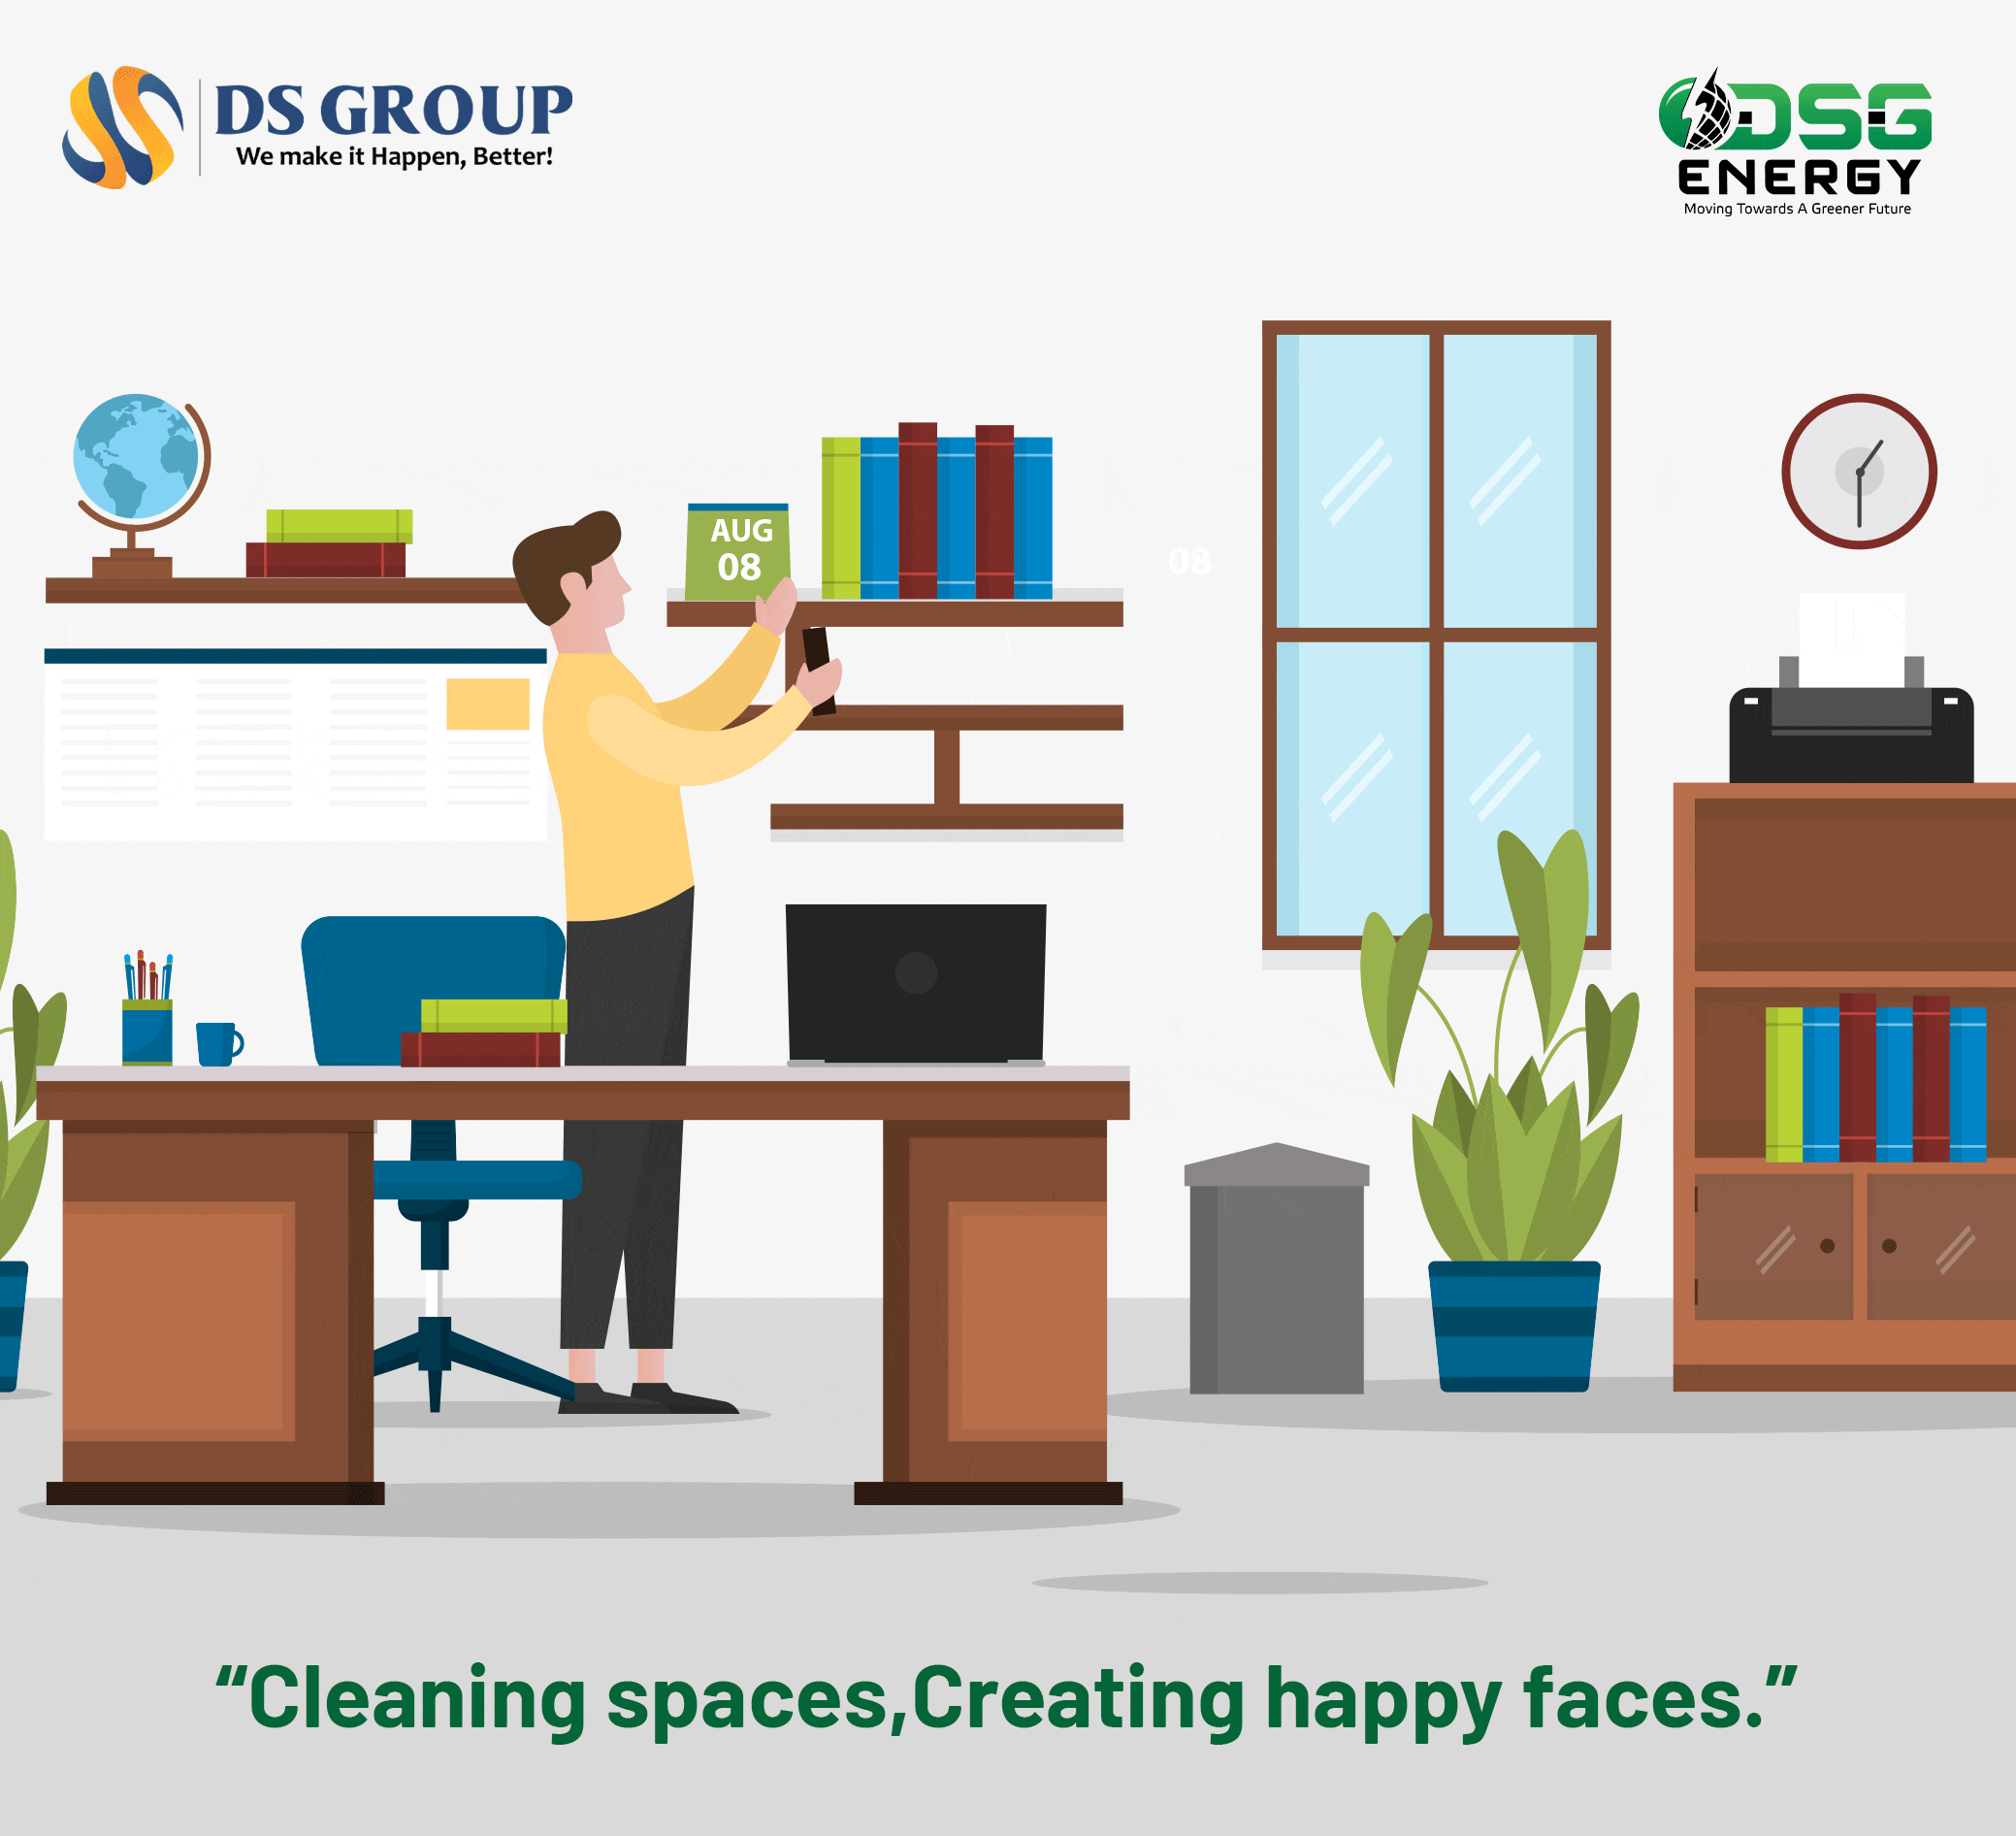 DS GROUP
We make it Happen, Better!
DSG
ENERGY
Moving Towards A Greener Future
AUG
08
08
“Cleaning spaces,Creating happy faces.”